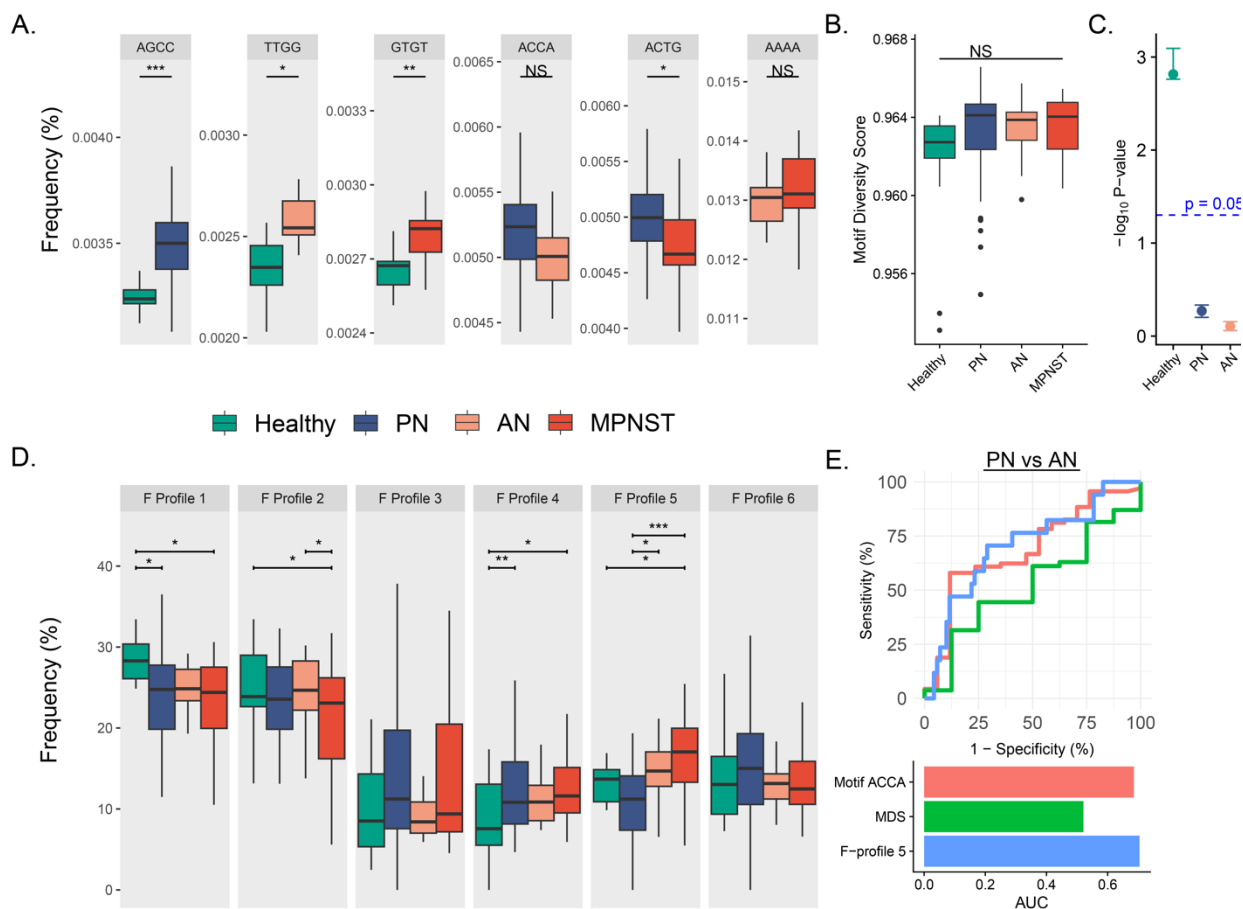 A.
AGCC
TTGG
GTGT
ACCA
ACTG
AAAA
***
*
**
NS
*
NS
Frequency (%)
0.0040
0.0035
0.0030
0.0025
0.0020
0.0033
0.0030
0.0027
0.0024
0.0065
0.0060
0.0055
0.0050
0.0045
0.0060
0.0055
0.0050
0.0045
0.0040
0.015
0.014
0.013
0.012
0.011
B.
NS
Motif Diversity Score
0.968
0.964
0.960
0.956
Healthy
PN
AN
MPNST
C.
−log10 P−value
3
2
1
0
p = 0.05
Healthy
PN
AN
Healthy
PN
AN
MPNST
D.
F Profile 1
F Profile 2
F Profile 3
F Profile 4
F Profile 5
F Profile 6
*
*
*
*
*
**
***
*
*
Frequency (%)
40
30
20
10
0
E.
PN vs AN
Sensitivity (%)
100
75
50
25
0
0
25
50
75
100
1 − Specificity (%)
Motif ACCA
MDS
F−profile 5
0.0
0.2
0.4
0.6
AUC